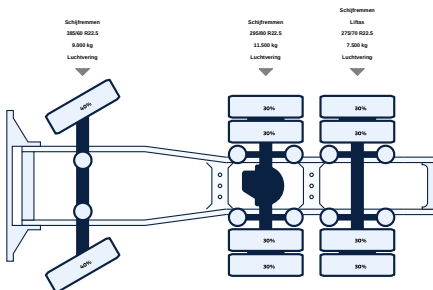 Schijfremmen
385/60 R22.5
9.000 kg
Luchtvering
Schijfremmen
295/80 R22.5
11.500 kg
Luchtvering
Schijfremmen
Liftas
275/70 R22.5
7.500 kg
Luchtvering
40%
30%
30%
30%
30%
40%
30%
30%
30%
30%